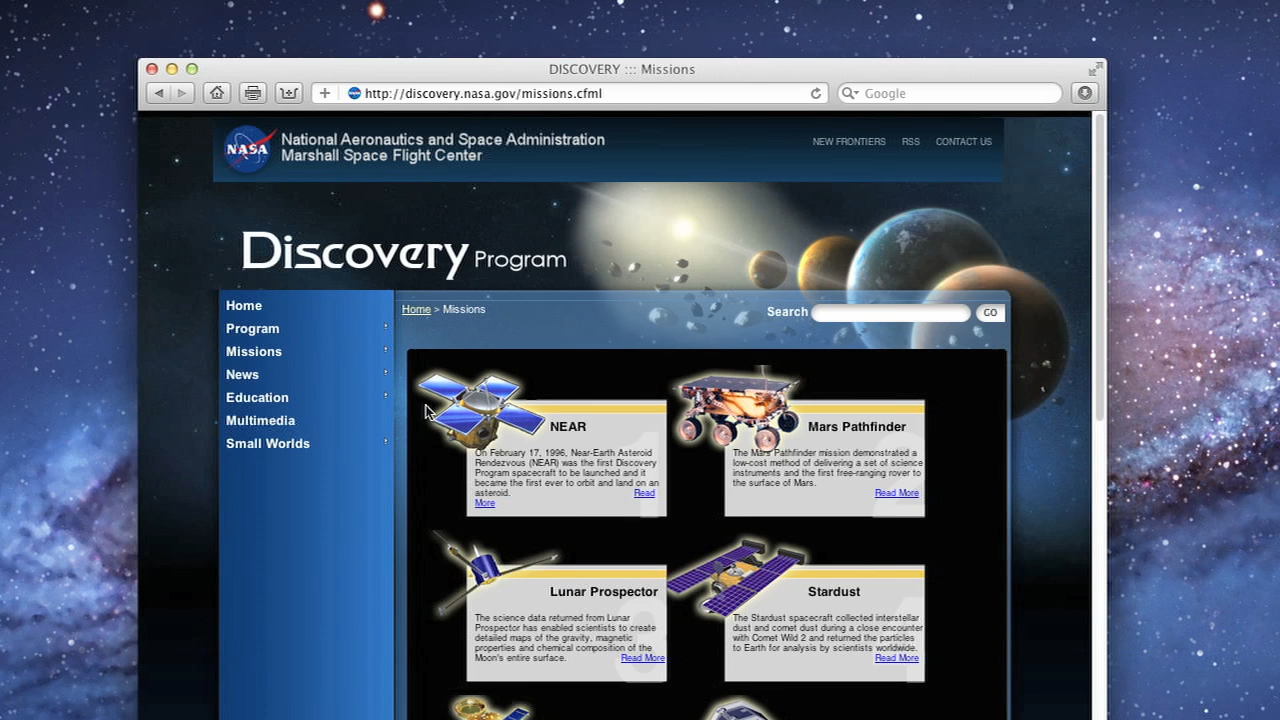 DISCOVERY ::: Missions
http://discovery.nasa.gov/missions.cfml
Google
NASA
National Aeronautics and Space Administration
Marshall Space Flight Center
NEW FRONTIERS RSS CONTACT US
Discovery Program
Home
Program
Missions
News
Education
Multimedia
Small Worlds
Home > Missions
Search
GO
NEAR
On February 17, 1996, Near-Earth Asteroid
Rendezvous (NEAR) was the first Discovery
Program spacecraft to be launched and it
became the first ever to orbit and land on an
asteroid. Read
More
Mars Pathfinder
The Mars Pathfinder mission demonstrated a
low-cost method of delivering a set of science
instruments and the first free-ranging rover to
the surface of Mars.
Read More
Lunar Prospector
The science data returned from Lunar
Prospector has enabled scientists to create
detailed maps of the gravity, magnetic
properties and chemical composition of the
Moon's entire surface. Read More
Stardust
The Stardust spacecraft collected interstellar
dust and comet dust during a close encounter
with Comet Wild 2 and returned the particles
to Earth for analysis by scientists worldwide.
Read More